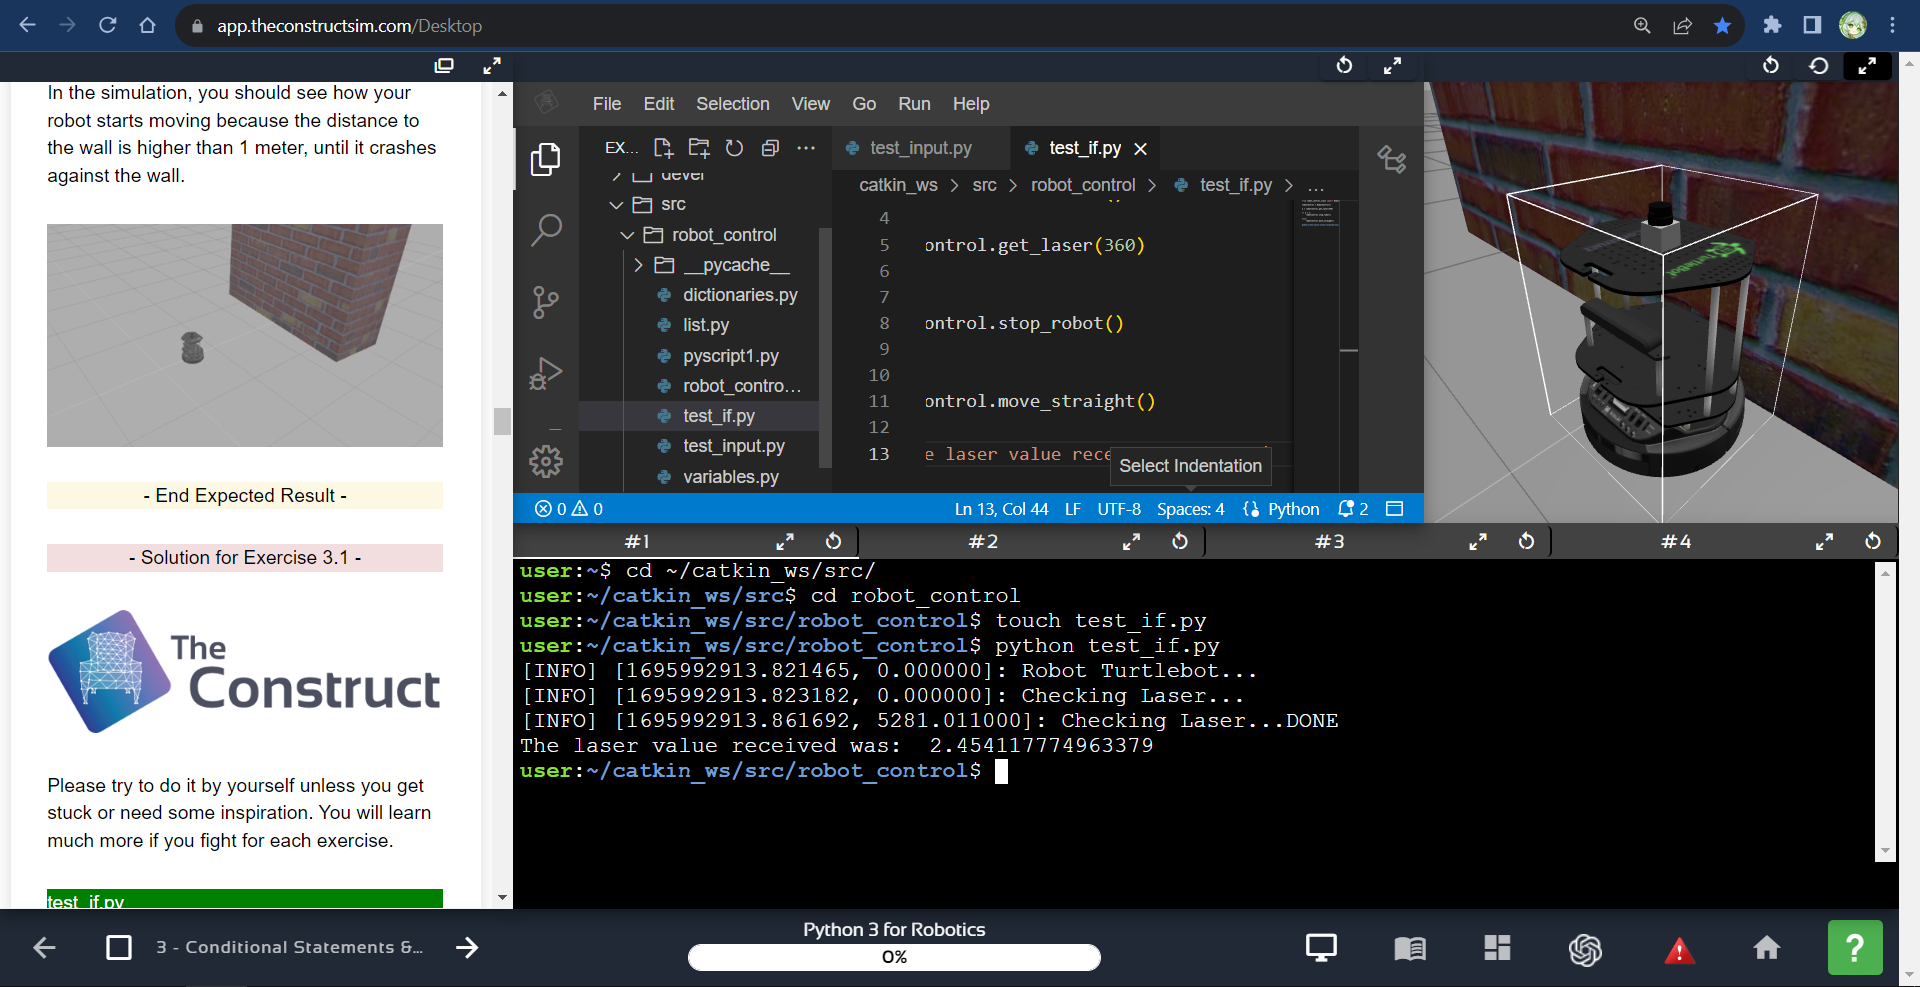 app.theconstructsim.com/Desktop
In the simulation, you should see how your
robot starts moving because the distance to
the wall is higher than 1 meter, until it crashes
against the wall.
- End Expected Result -
- Solution for Exercise 3.1 -
The
Construct
Please try to do it by yourself unless you get
stuck or need some inspiration. You will learn
much more if you fight for each exercise.
test_if.py
File Edit Selection View Go Run Help
EX...
devel
src
robot_control
__pycache__
dictionaries.py
list.py
pyscript1.py
robot_contro...
test_if.py
test_input.py
variables.py
test_input.py test_if.py
catkin_ws > src > robot_control > test_if.py > ...
4
5 ontrol.get_laser(360)
6
7
8 ontrol.stop_robot()
9
10
11 ontrol.move_straight()
12
13 e laser value rece
Select Indentation
0 0 Ln 13, Col 44 LF UTF-8 Spaces: 4 Python 2
TurtleBot
#1 #2 #3 #4
user:~$ cd ~/catkin_ws/src/
user:~/catkin_ws/src$ cd robot_control
user:~/catkin_ws/src/robot_control$ touch test_if.py
user:~/catkin_ws/src/robot_control$ python test_if.py
[INFO] [1695992913.821465, 0.000000]: Robot Turtlebot...
[INFO] [1695992913.823182, 0.000000]: Checking Laser...
[INFO] [1695992913.861692, 5281.011000]: Checking Laser...DONE
The laser value received was:  2.454117774963379
user:~/catkin_ws/src/robot_control$
3 - Conditional Statements &...
Python 3 for Robotics
0%
?